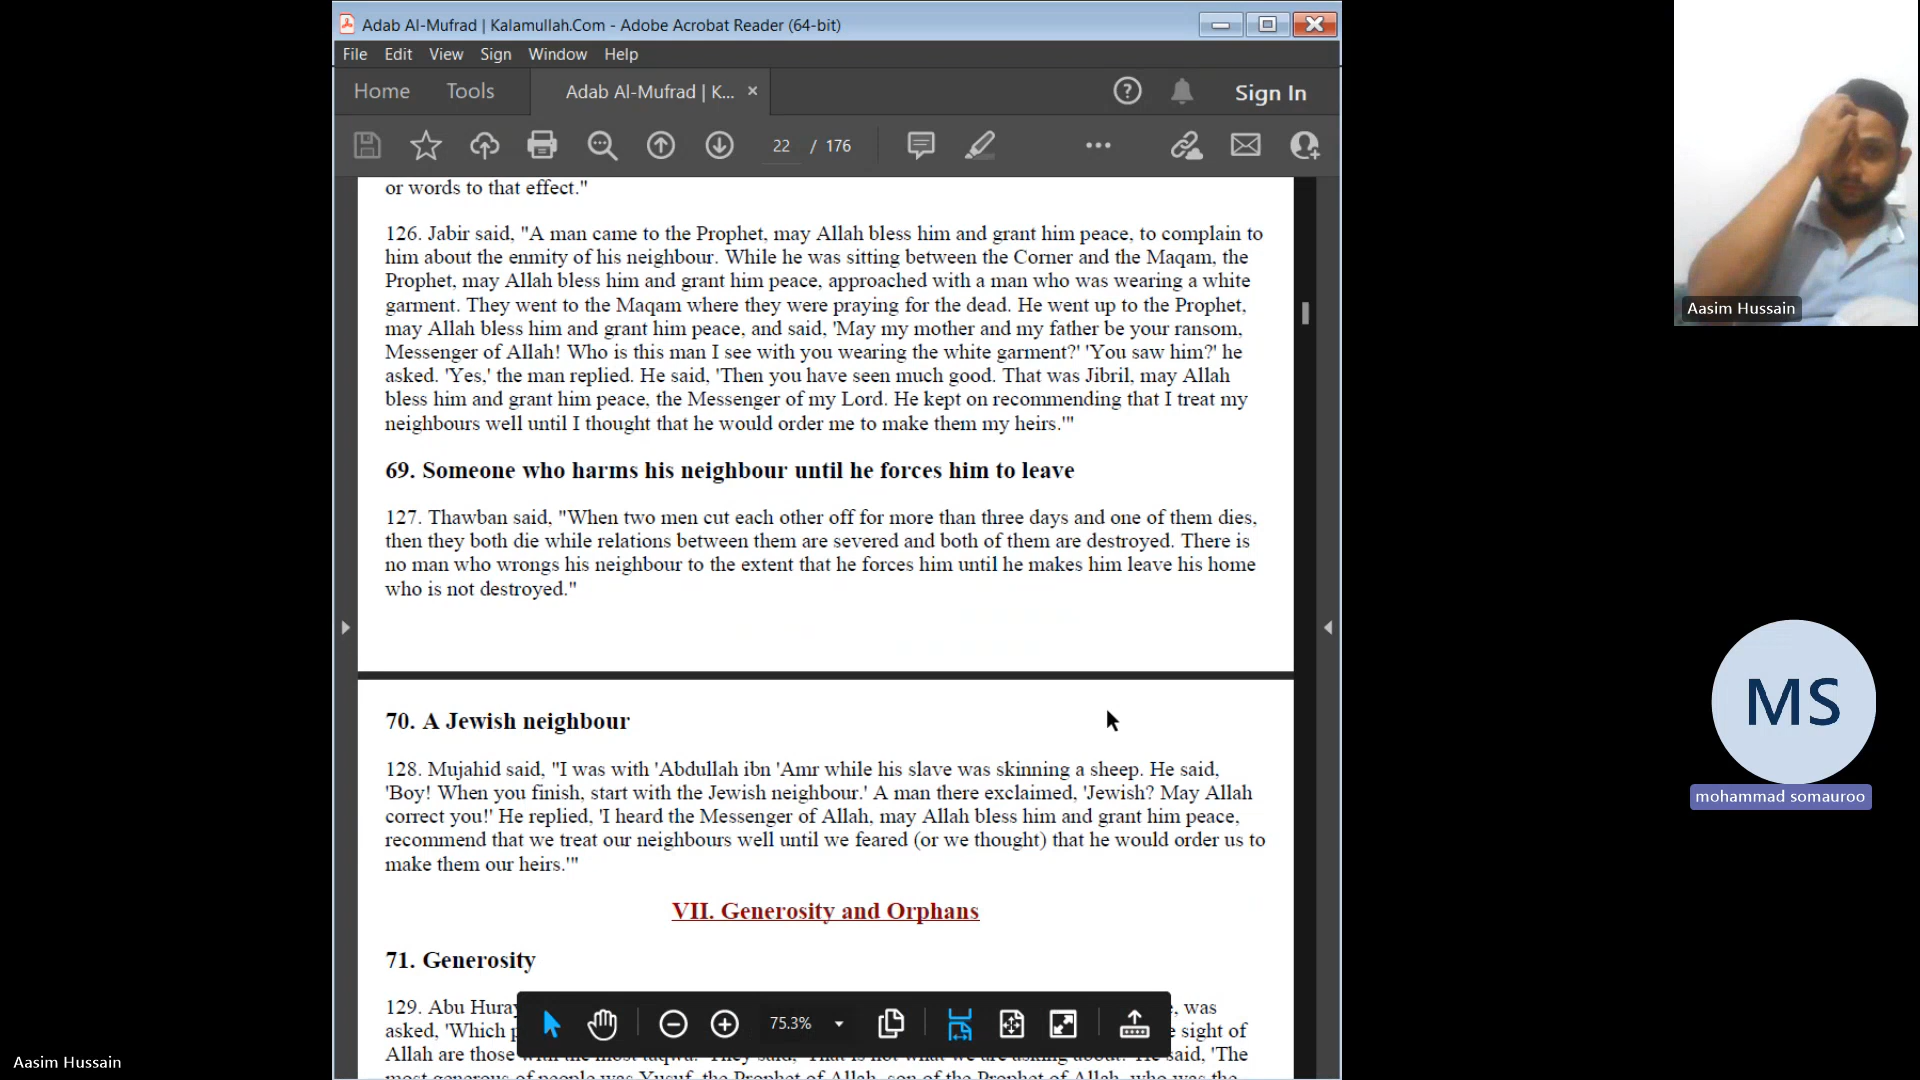 Adab Al-Mufrad | Kalamullah.Com - Adobe Acrobat Reader (64-bit)
File Edit View Sign Window Help
Home Tools Adab Al-Mufrad | K... × Sign In
22 / 176
or words to that effect."
126. Jabir said, "A man came to the Prophet, may Allah bless him and grant him peace, to complain to
him about the enmity of his neighbour. While he was sitting between the Corner and the Maqam, the
Prophet, may Allah bless him and grant him peace, approached with a man who was wearing a white
garment. They went to the Maqam where they were praying for the dead. He went up to the Prophet,
may Allah bless him and grant him peace, and said, 'May my mother and my father be your ransom,
Messenger of Allah! Who is this man I see with you wearing the white garment?' 'You saw him?' he
asked. 'Yes,' the man replied. He said, 'Then you have seen much good. That was Jibril, may Allah
bless him and grant him peace, the Messenger of my Lord. He kept on recommending that I treat my
neighbours well until I thought that he would order me to make them my heirs.'"
69. Someone who harms his neighbour until he forces him to leave
127. Thawban said, "When two men cut each other off for more than three days and one of them dies,
then they both die while relations between them are severed and both of them are destroyed. There is
no man who wrongs his neighbour to the extent that he forces him until he makes him leave his home
who is not destroyed."
70. A Jewish neighbour
128. Mujahid said, "I was with 'Abdullah ibn 'Amr while his slave was skinning a sheep. He said,
'Boy! When you finish, start with the Jewish neighbour.' A man there exclaimed, 'Jewish? May Allah
correct you!' He replied, 'I heard the Messenger of Allah, may Allah bless him and grant him peace,
recommend that we treat our neighbours well until we feared (or we thought) that he would order us to
make them our heirs.'"
VII. Generosity and Orphans
71. Generosity
129. Abu Huray was
asked, 'Which sight of
Allah are those said, 'The
most generous of people was Yusuf, the Prophet of Allah, son of the Prophet of Allah, who was the
75.3%
Aasim Hussain
MS
mohammad somauroo
Aasim Hussain